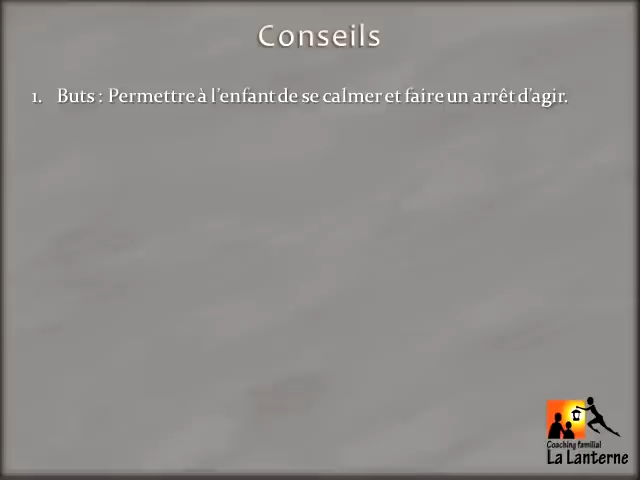 Conseils
1. Buts : Permettre à l'enfant de se calmer et faire un arrêt d'agir.
Coaching familial
La Lanterne